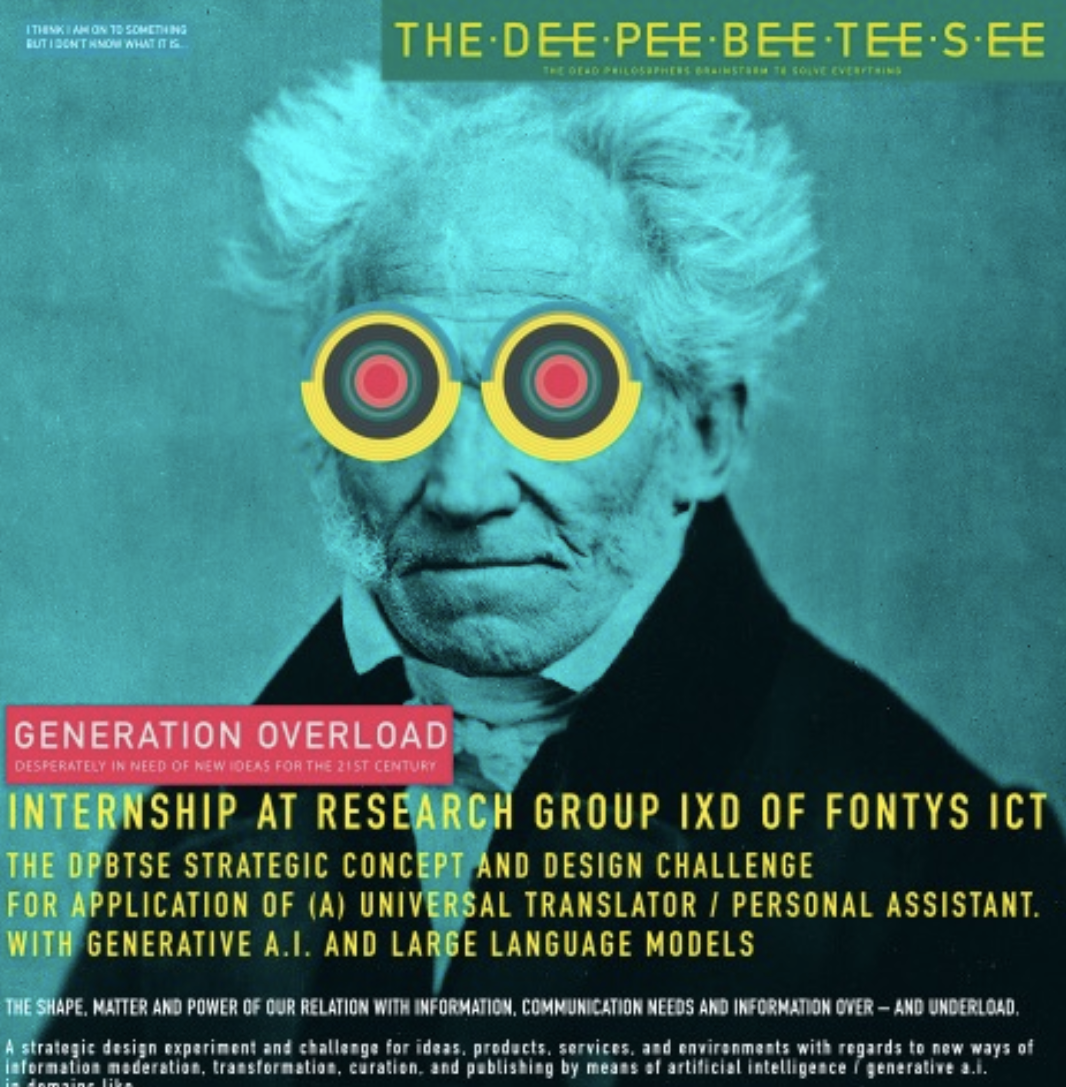 I THINK I AM ON TO SOMETHING
BUT I DON'T KNOW WHAT IT IS...
THE·DEE·PEE·BEE·TEE·S·EE
THE DEAD PHILOSOPHERS BRAINSTORM TO SOLVE EVERYTHING
GENERATION OVERLOAD
DESPERATELY IN NEED OF NEW IDEAS FOR THE 21ST CENTURY
INTERNSHIP AT RESEARCH GROUP IXD OF FONTYS ICT
THE DPBTSE STRATEGIC CONCEPT AND DESIGN CHALLENGE
FOR APPLICATION OF (A) UNIVERSAL TRANSLATOR / PERSONAL ASSISTANT.
WITH GENERATIVE A.I. AND LARGE LANGUAGE MODELS
THE SHAPE, MATTER AND POWER OF OUR RELATION WITH INFORMATION, COMMUNICATION NEEDS AND INFORMATION OVER – AND UNDERLOAD.
A strategic design experiment and challenge for ideas, products, services, and environments with regards to new ways of
information moderation, transformation, curation, and publishing by means of artificial intelligence / generative a.i.
in domains like